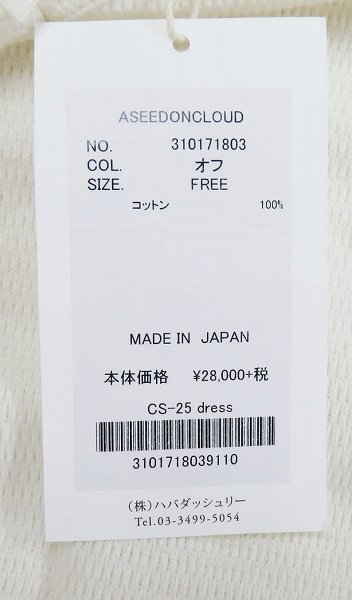 ASEEDONCLOUD
NO. 310171803
COL. オフ
SIZE. FREE
コットン 100%
MADE IN JAPAN
本体価格 ¥28,000+税
CS-25 dress
3101718039110
(株)ハバダッシュリー
Tel.03-3499-5054